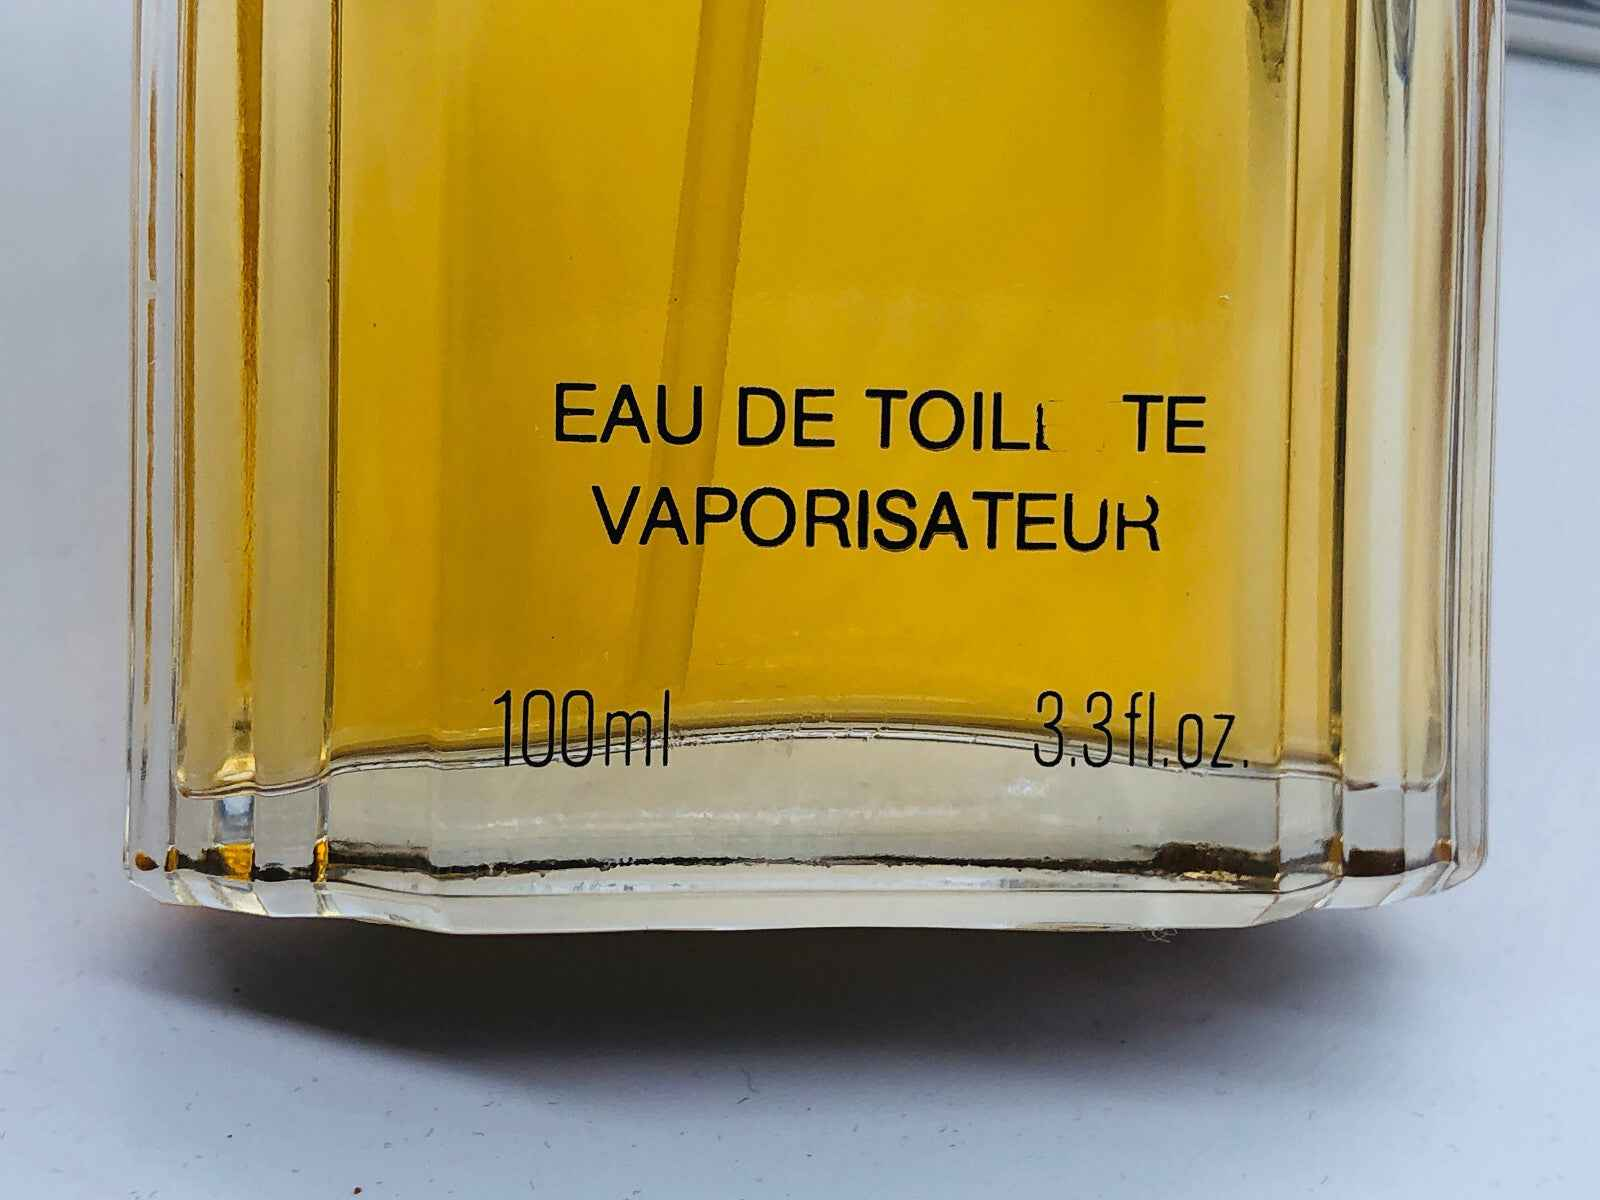 EAU DE TOILETTE
VAPORISATEUR
100ml 3.3fl.oz.